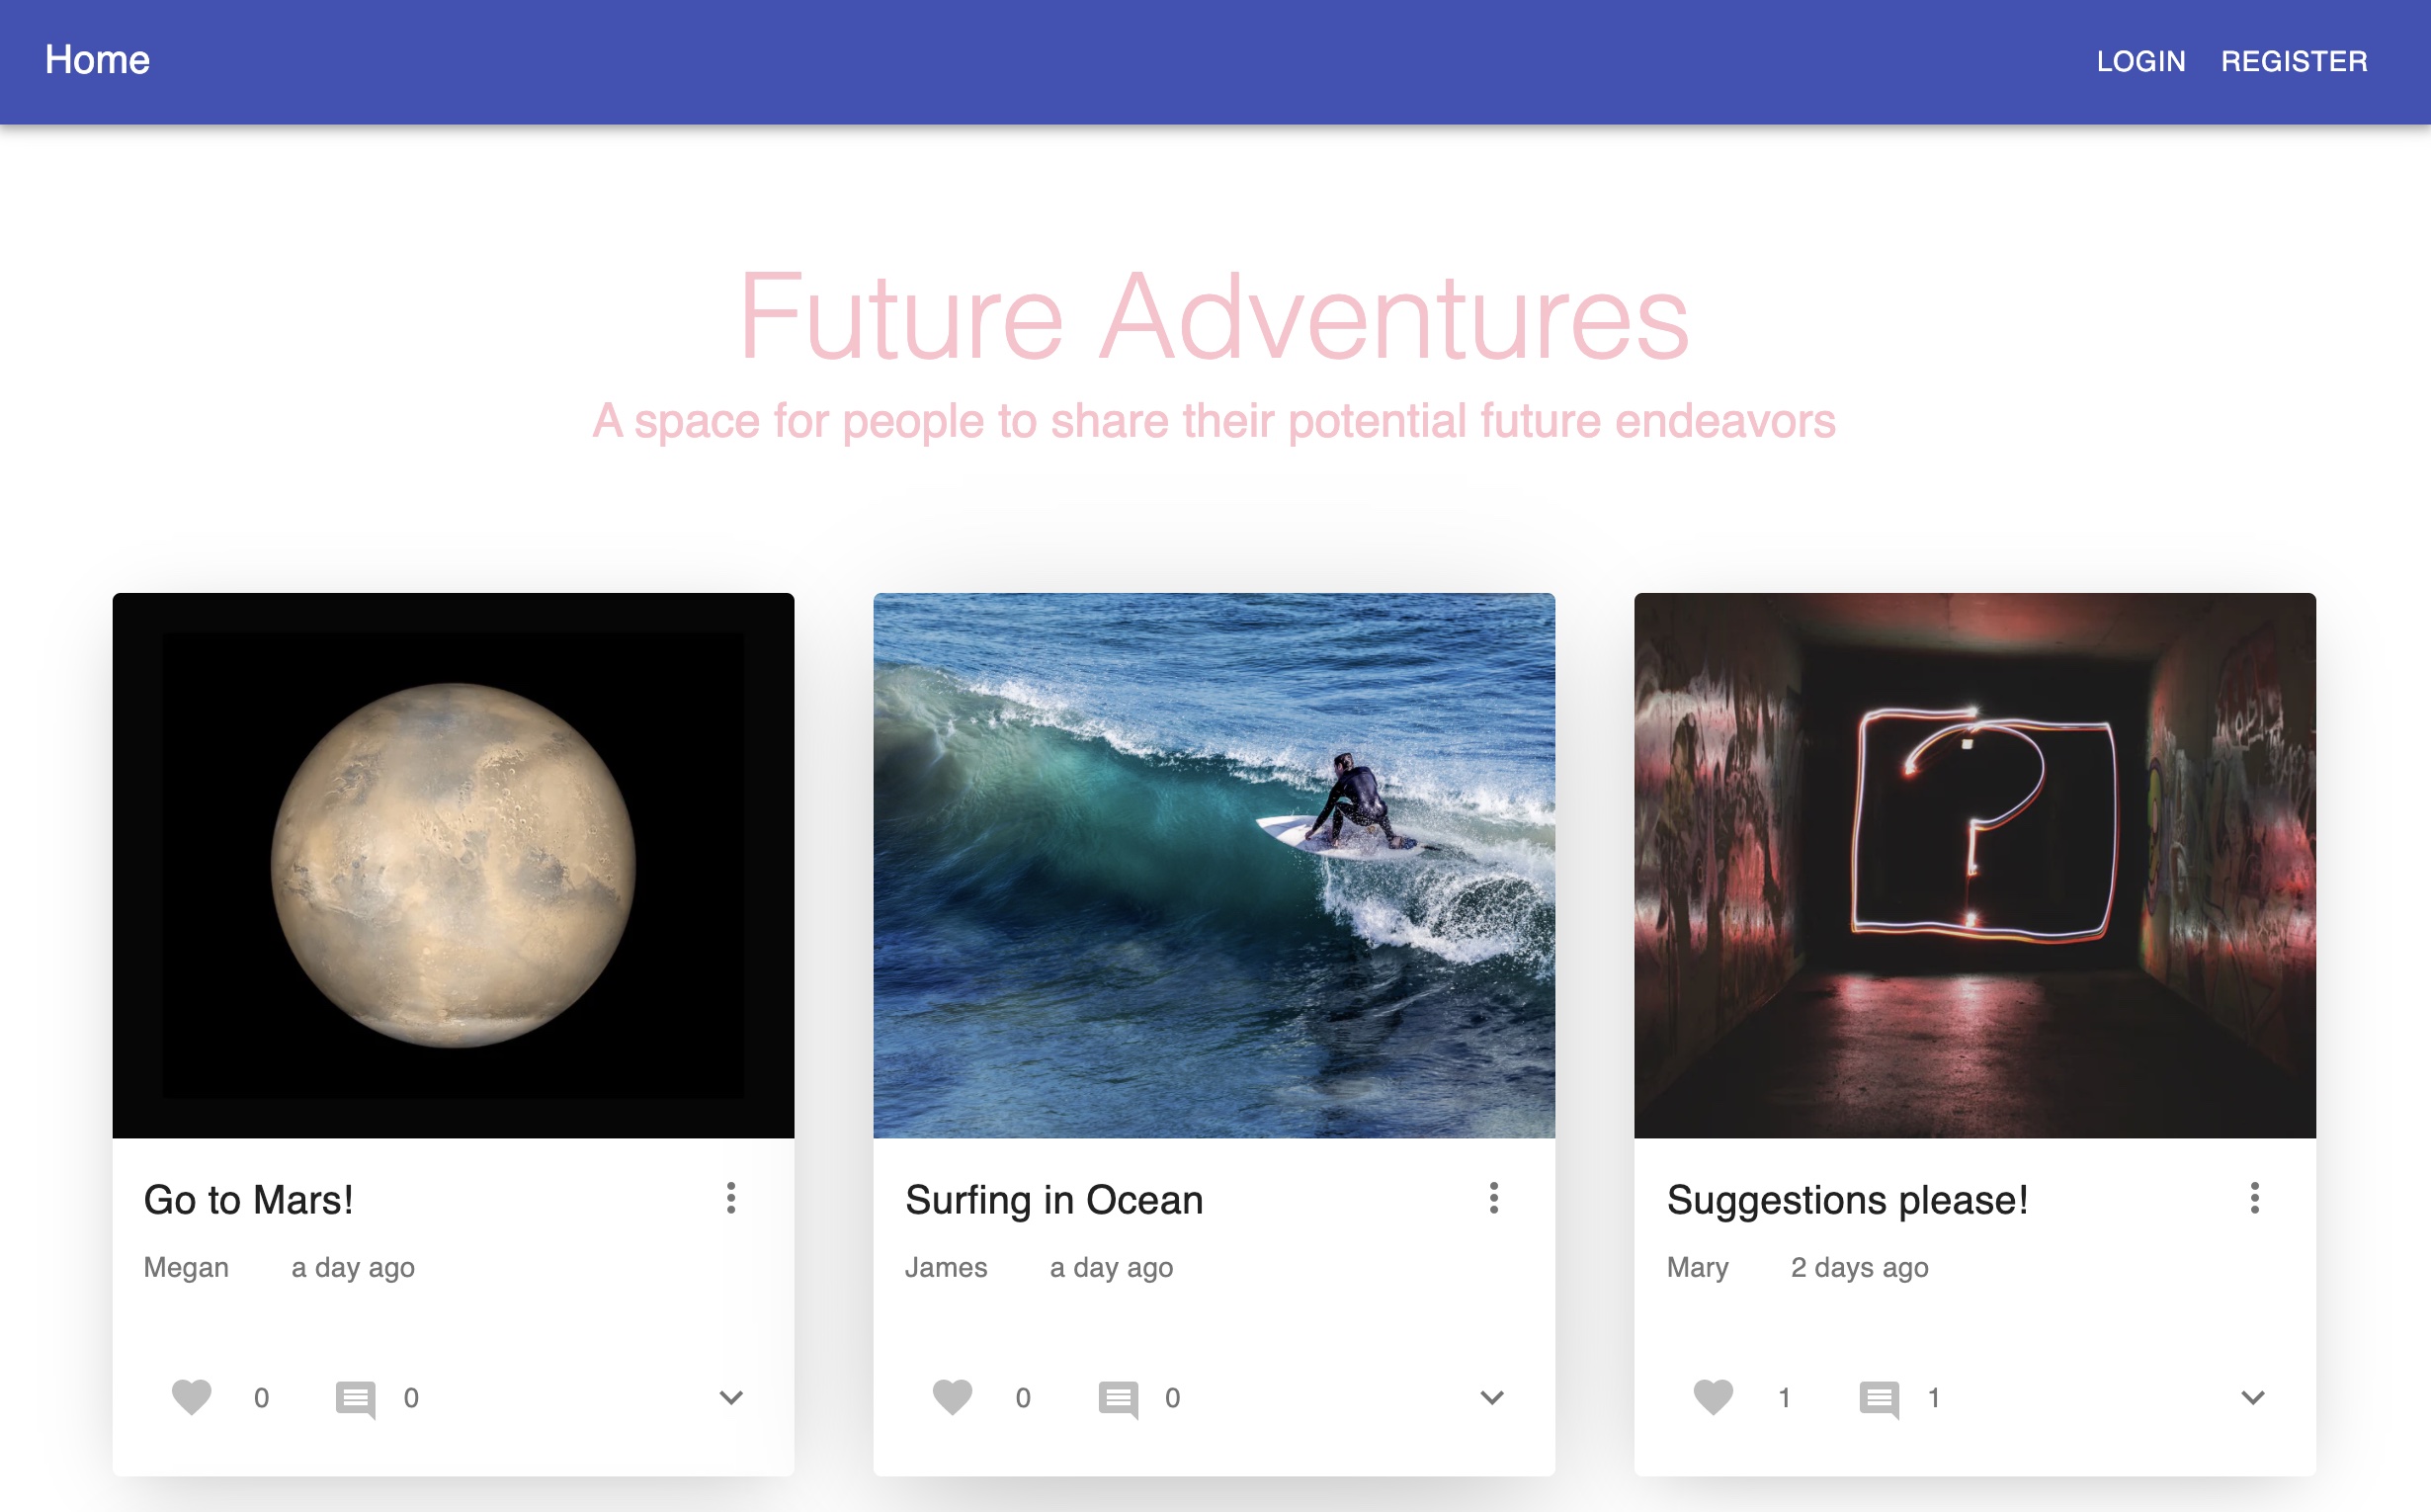 Home
LOGIN REGISTER
Future Adventures
A space for people to share their potential future endeavors
?
Go to Mars!
Megan a day ago
0 0
Surfing in Ocean
James a day ago
0 0
Suggestions please!
Mary 2 days ago
1 1